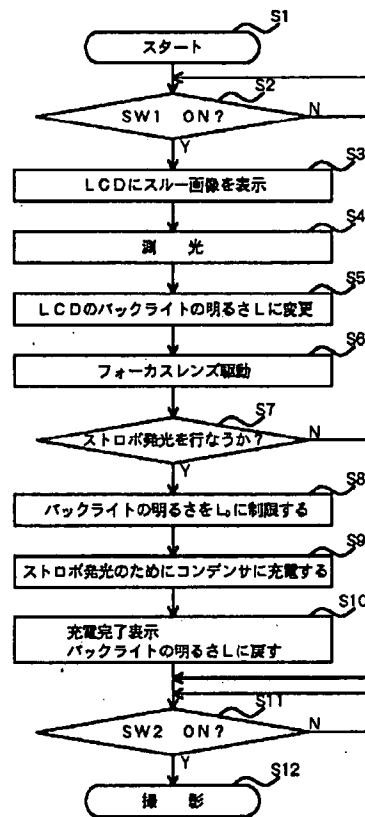 S1
スタート
S2
SW1 ON?
N
Y
S3
LCDにスルー画像を表示
S4
測 光
S5
LCDのバックライトの明るさLに変更
S6
フォーカスレンズ駆動
S7
ストロボ発光を行なうか?
N
Y
S8
バックライトの明るさをL₀に制限する
S9
ストロボ発光のためにコンデンサに充電する
S10
充電完了表示
バックライトの明るさLに戻す
S11
SW2 ON?
N
Y
S12
撮 影